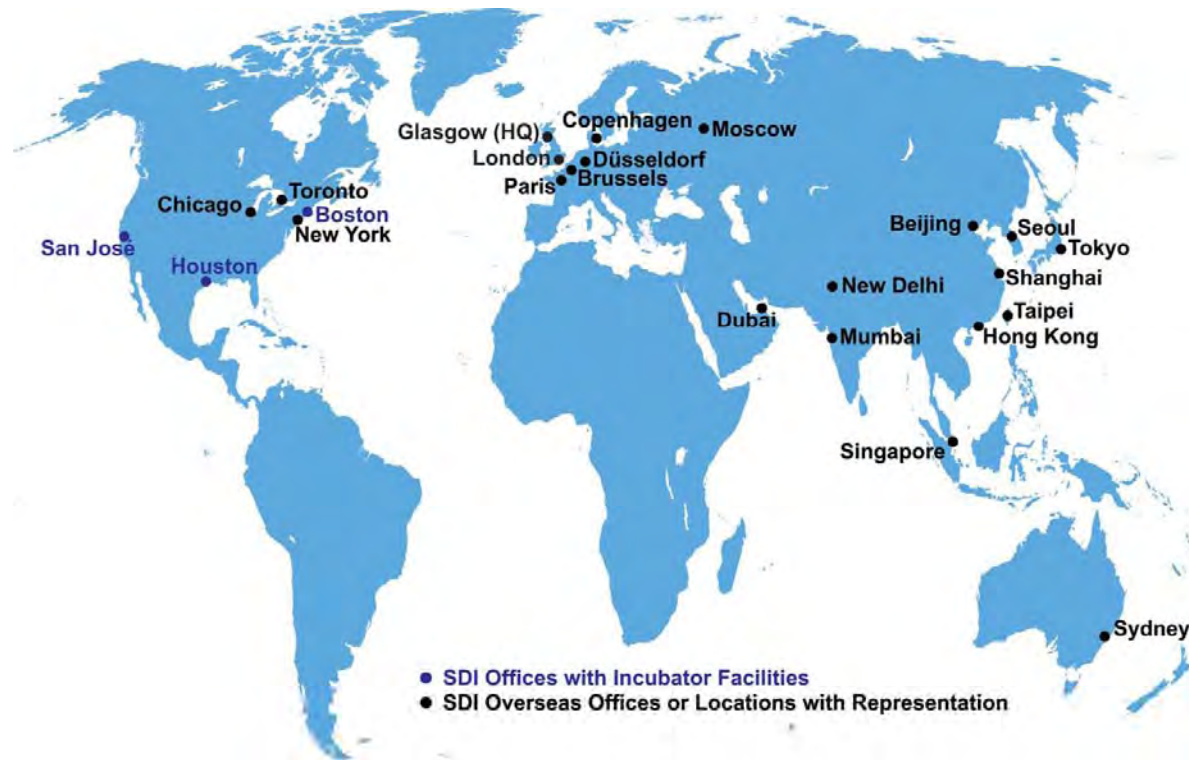 Copenhagen
Moscow
Glasgow (HQ)
London
Düsseldorf
Brussels
Paris
Toronto
Chicago
Boston
New York
San José
Houston
Beijing
Seoul
Tokyo
Shanghai
New Delhi
Dubai
Taipei
Mumbai
Hong Kong
Singapore
Sydney
SDI Offices with Incubator Facilities
SDI Overseas Offices or Locations with Representation